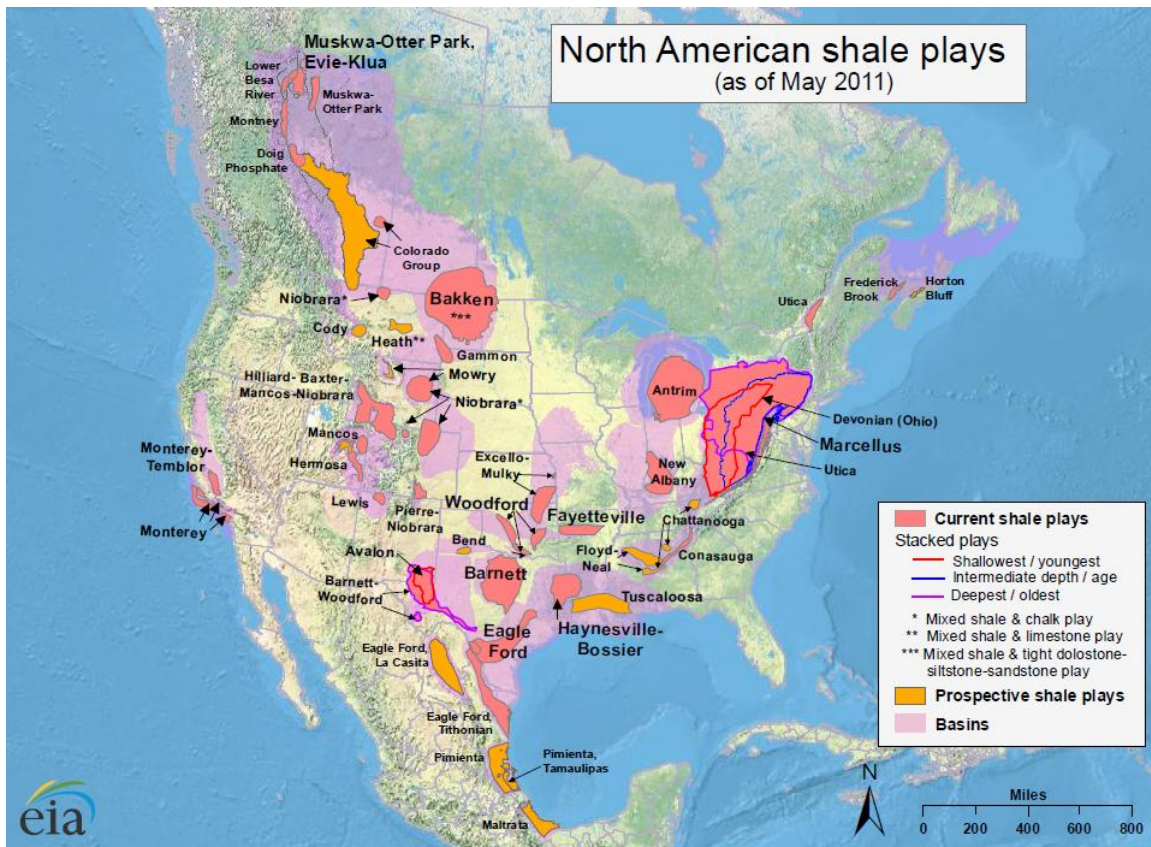 North American shale plays
(as of May 2011)
Muskwa-Otter Park,
Evie-Klua
Lower
Besa
River
Muskwa-
Otter Park
Montney
Doig
Phosphate
Colorado
Group
Niobrara*
Bakken
***
Cody
Heath**
Gammon
Mowry
Hilliard- Baxter-
Mancos-Niobrara
Niobrara*
Mancos
Hermosa
Monterey-
Temblor
Monterey
Lewis
Pierre-
Niobrara
Excello-
Mulky
Woodford
Fayetteville
Bend
Avalon
Barnett
Barnett-
Woodford
Eagle
Ford
Eagle Ford,
La Casita
Eagle Ford,
Tithonian
Pimienta
Pimienta,
Tamaulipas
Maltrata
Haynesville-
Bossier
Tuscaloosa
Floyd-
Neal
Conasauga
Chattanooga
New
Albany
Antrim
Devonian (Ohio)
Marcellus
Utica
Utica
Frederick
Brook
Horton
Bluff
Current shale plays
Stacked plays
Shallowest / youngest
Intermediate depth / age
Deepest / oldest
* Mixed shale & chalk play
** Mixed shale & limestone play
*** Mixed shale & tight dolostone-
siltstone-sandstone play
Prospective shale plays
Basins
N
Miles
0 200 400 600 800
eia